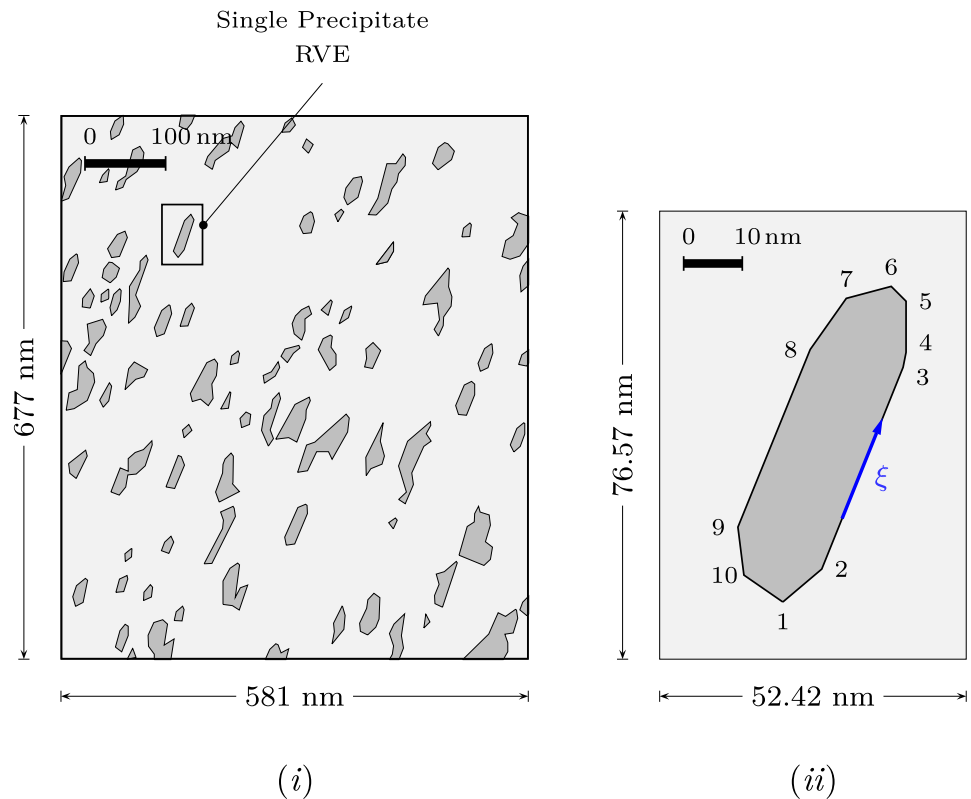 Single Precipitate
RVE
0 100 nm
677 nm
581 nm
(i)
0 10 nm
6
7
5
4
8
3
ξ
9
2
10
1
76.57 nm
52.42 nm
(ii)